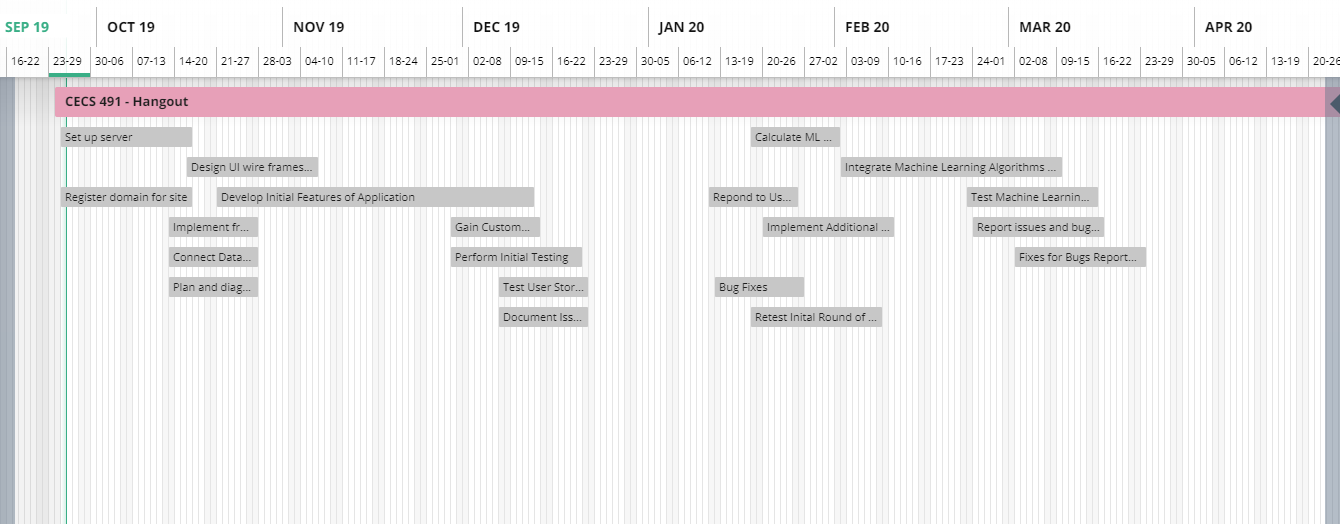 SEP 19 OCT 19 NOV 19 DEC 19 JAN 20 FEB 20 MAR 20 APR 20
16-22 23-29 30-06 07-13 14-20 21-27 28-03 04-10 11-17 18-24 25-01 02-08 09-15 16-22 23-29 30-05 06-12 13-19 20-26 27-02 03-09 10-16 17-23 24-01 02-08 09-15 16-22 23-29 30-05 06-12 13-19 20-26
CECS 491 - Hangout
Set up server Calculate ML ...
Design UI wire frames... Integrate Machine Learning Algorithms ...
Register domain for site Develop Initial Features of Application Repond to Us... Test Machine Learnin...
Implement fr... Gain Custom... Implement Additional ... Report issues and bug...
Connect Data... Perform Initial Testing Fixes for Bugs Report...
Plan and diag... Test User Stor... Bug Fixes
Document Iss... Retest Inital Round of ...